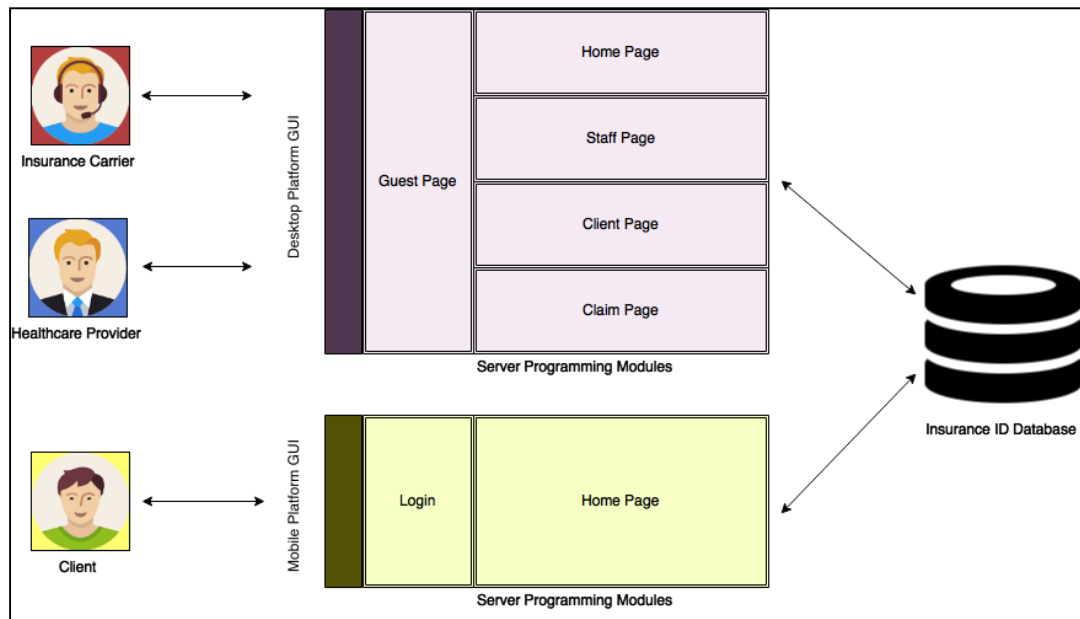 Insurance Carrier
Healthcare Provider
Desktop Platform GUI
Guest Page
Home Page
Staff Page
Client Page
Claim Page
Server Programming Modules
Insurance ID Database
Client
Mobile Platform GUI
Login
Home Page
Server Programming Modules